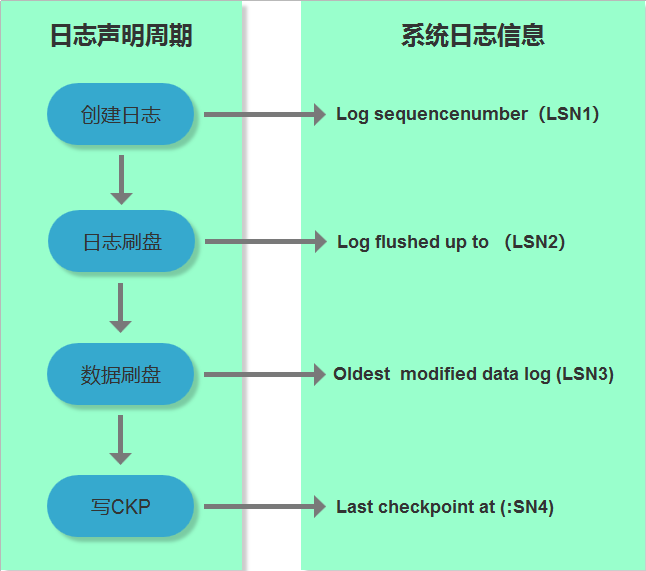 日志声明周期
系统日志信息
创建日志
Log sequencenumber（LSN1）
日志刷盘
Log flushed up to （LSN2）
数据刷盘
Oldest  modified data log (LSN3)
写CKP
Last checkpoint at (:SN4)